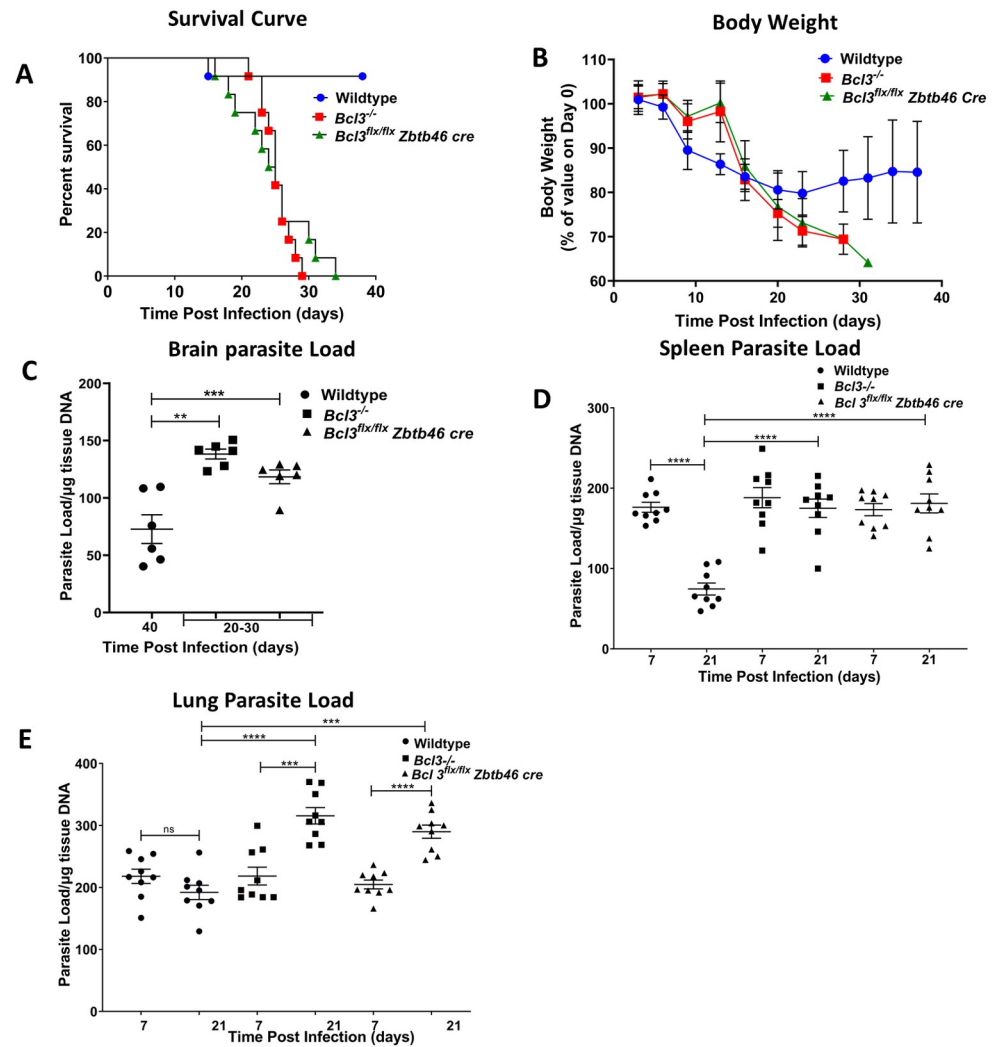 Survival Curve
A
100
80
60
40
20
0
Percent survival
0 10 20 30 40
Time Post Infection (days)
Wildtype
Bcl3-/-
Bcl3flx/flx Zbtb46 cre
Body Weight
B
110
100
90
80
70
60
Body Weight
(% of value on Day 0)
0 10 20 30 40
Time Post Infection (days)
Wildtype
Bcl3-/-
Bcl3flx/flx Zbtb46 Cre
Brain parasite Load
C
200
150
100
50
0
Parasite Load/µg tissue DNA
***
**
Wildtype
Bcl3-/-
Bcl3flx/flx Zbtb46 cre
40 20-30
Time Post Infection (days)
Spleen Parasite Load
D
Wildtype
Bcl3-/-
Bcl 3flx/flx Zbtb46 cre
300
200
100
0
Parasite Load/µg tissue DNA
****
****
****
7 21 7 21 7 21
Time Post Infection (days)
Lung Parasite Load
E
***
****
***
****
ns
Wildtype
Bcl3-/-
Bcl 3flx/flx Zbtb46 cre
400
300
200
100
0
Parasite Load/µg tissue DNA
7 21 7 21 7 21
Time Post Infection (days)